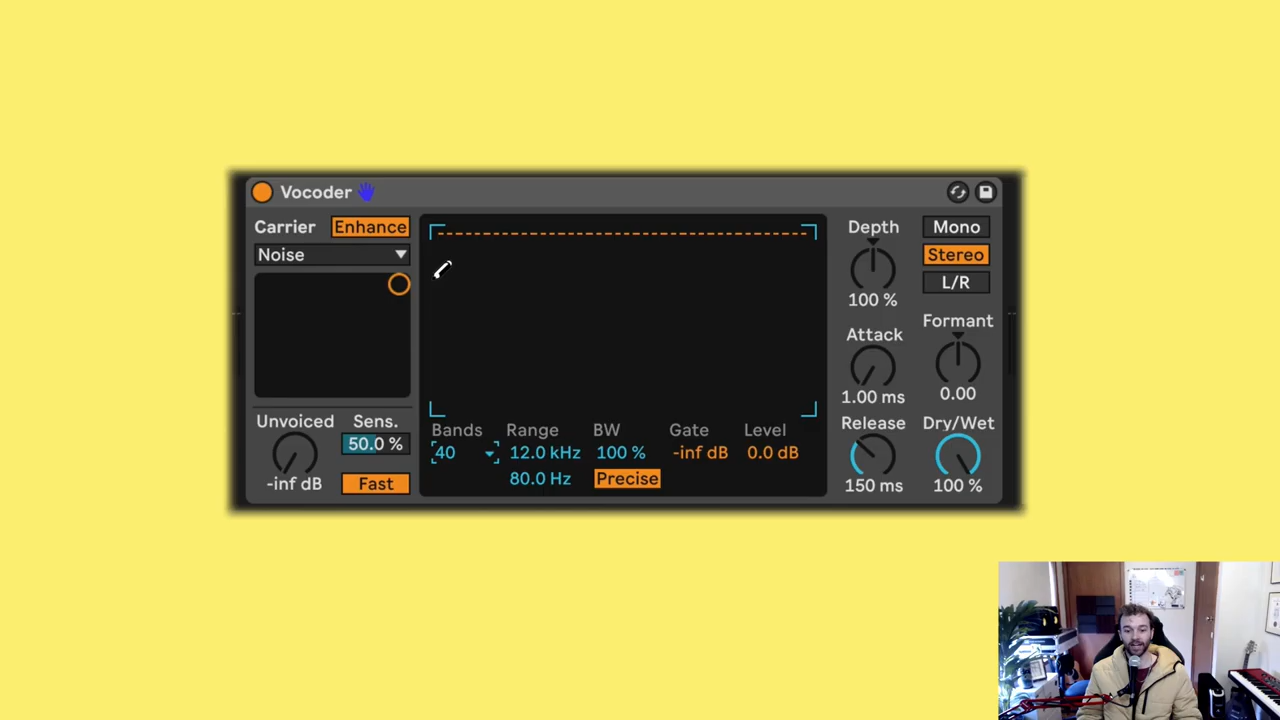 Vocoder
Carrier Enhance
Noise
Unvoiced Sens.
50.0 %
-inf dB Fast
Bands Range BW Gate Level
40 12.0 kHz 100 % -inf dB 0.0 dB
80.0 Hz Precise
Depth Mono
Stereo
100 % L/R
Attack Formant
1.00 ms 0.00
Release Dry/Wet
150 ms 100 %